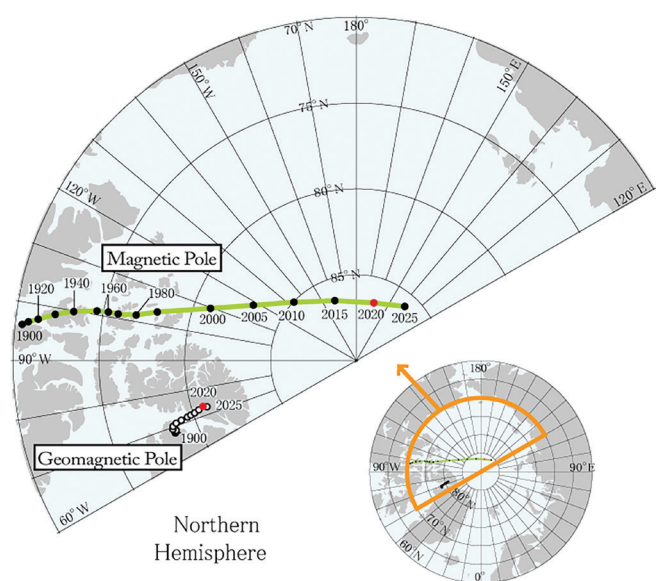 180°
70°N
150°W
150°E
75°N
120°W
80°N
120°E
Magnetic Pole
85°N
1920
1940
1960
1980
1900
2000
2005
2010
2015
2020
2025
90°W
2020
2025
1900
Geomagnetic Pole
60°W
Northern
Hemisphere
180°
90°W
90°E
80°N
70°N
60°N
60°W
0°